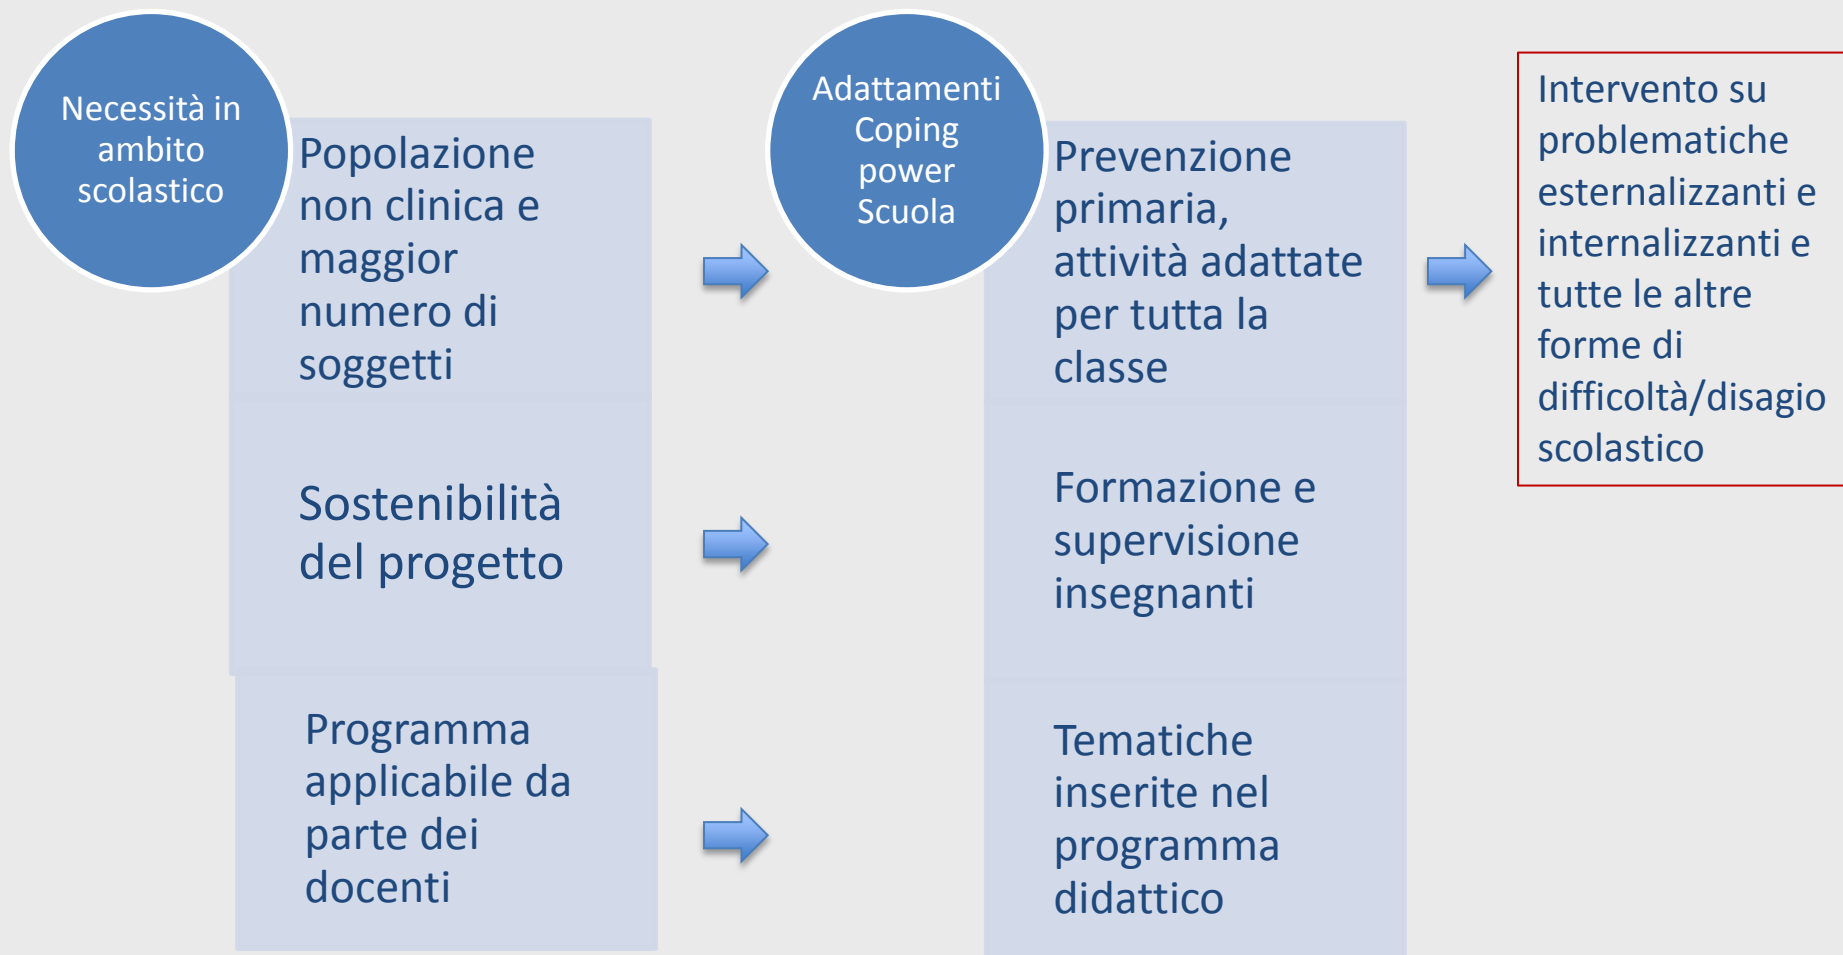 Necessità in
ambito
scolastico
Popolazione
non clinica e
maggior
numero di
soggetti
Sostenibilità
del progetto
Programma
applicabile da
parte dei
docenti
Adattamenti
Coping
power
Scuola
Prevenzione
primaria,
attività adattate
per tutta la
classe
Formazione e
supervisione
insegnanti
Tematiche
inserite nel
programma
didattico
Intervento su
problematiche
esternalizzanti e
internalizzanti e
tutte le altre
forme di
difficoltà/disagio
scolastico